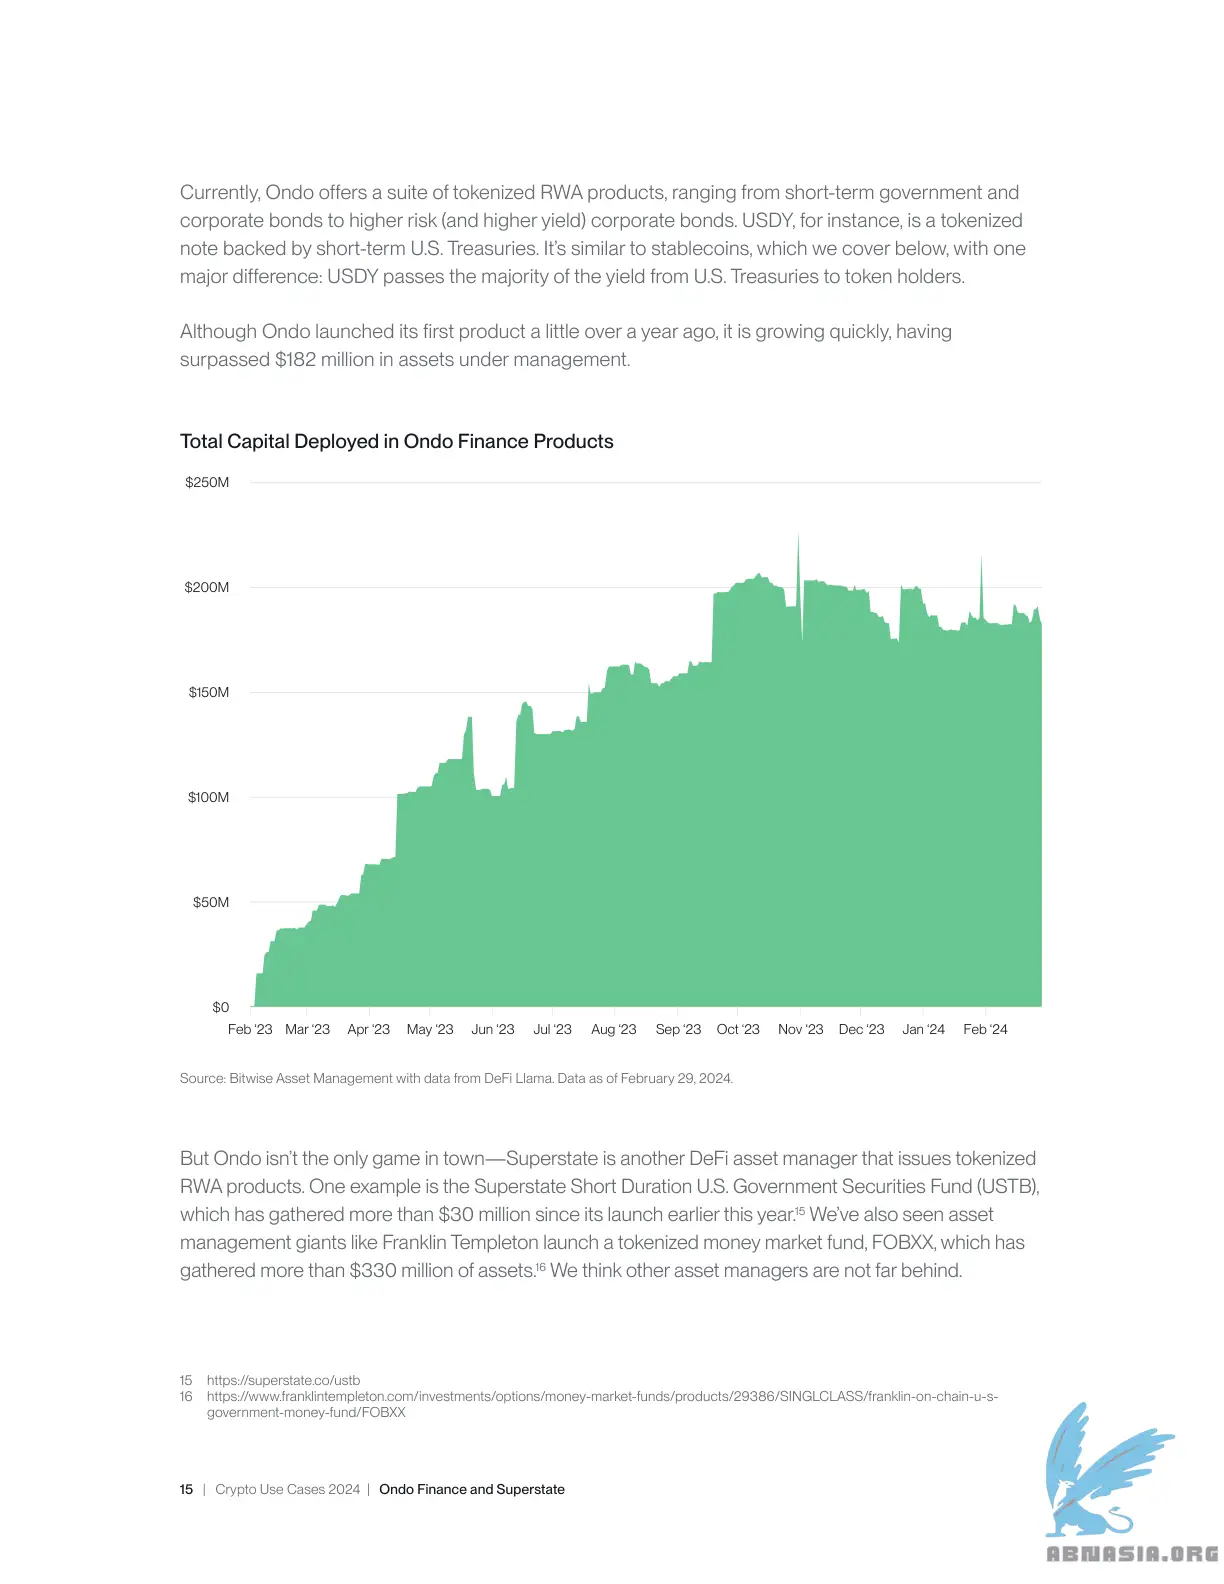 Currently, Ondo offers a suite of tokenized RWA products, ranging from short-term government and
corporate bonds to higher risk (and higher yield) corporate bonds. USDY, for instance, is a tokenized
note backed by short-term U.S. Treasuries. It’s similar to stablecoins, which we cover below, with one
major difference: USDY passes the majority of the yield from U.S. Treasuries to token holders.
Although Ondo launched its first product a little over a year ago, it is growing quickly, having
surpassed $182 million in assets under management.
Total Capital Deployed in Ondo Finance Products
$250M
$200M
$150M
$100M
$50M
$0
Feb ‘23 Mar ‘23 Apr ‘23 May ‘23 Jun ‘23 Jul ‘23 Aug ‘23 Sep ‘23 Oct ‘23 Nov ‘23 Dec ‘23 Jan ‘24 Feb ‘24
Source: Bitwise Asset Management with data from DeFi Llama. Data as of February 29, 2024.
But Ondo isn’t the only game in town—Superstate is another DeFi asset manager that issues tokenized
RWA products. One example is the Superstate Short Duration U.S. Government Securities Fund (USTB),
which has gathered more than $30 million since its launch earlier this year.15 We’ve also seen asset
management giants like Franklin Templeton launch a tokenized money market fund, FOBXX, which has
gathered more than $330 million of assets.16 We think other asset managers are not far behind.
15 https://superstate.co/ustb
16 https://www.franklintempleton.com/investments/options/money-market-funds/products/29386/SINGLCLASS/franklin-on-chain-u-s-
government-money-fund/FOBXX
15 | Crypto Use Cases 2024 | Ondo Finance and Superstate
ABNASIA.ORG